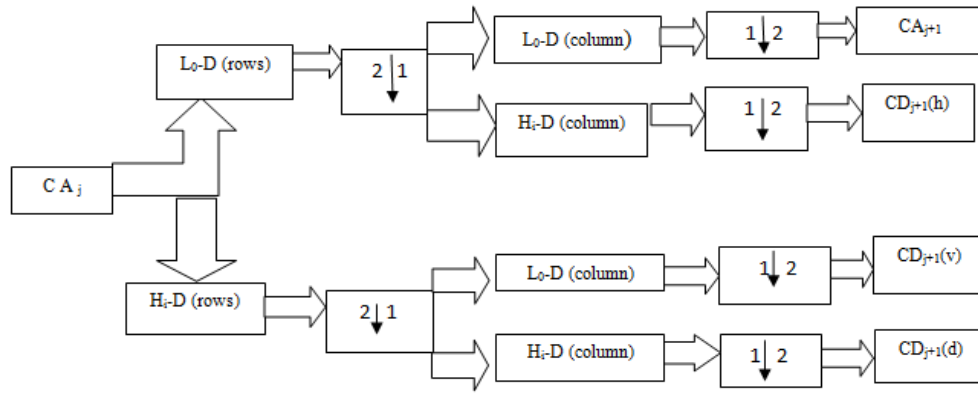 L₀-D (rows)
2 1
L₀-D (column)
1 2
CAⱼ₊₁
Hᵢ-D (column)
1 2
CDⱼ₊₁(h)
C A ⱼ
Hᵢ-D (rows)
2 1
L₀-D (column)
1 2
CDⱼ₊₁(v)
Hᵢ-D (column)
1 2
CDⱼ₊₁(d)